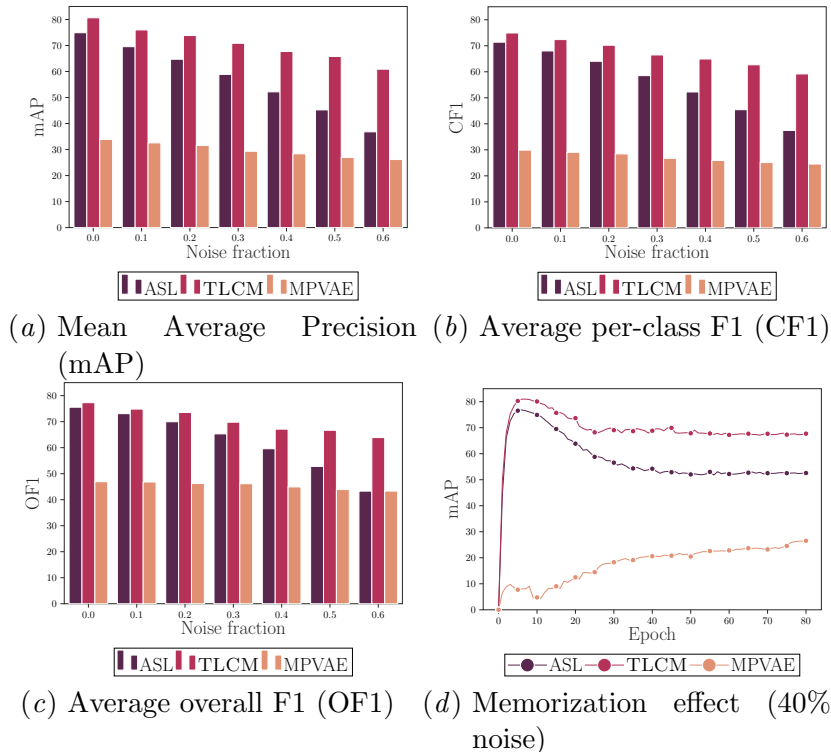 80
70
60
50
40
30
20
10
0
mAP
0.0 0.1 0.2 0.3 0.4 0.5 0.6
Noise fraction
ASL TLCM MPVAE
(a) Mean Average Precision (mAP)
80
70
60
50
40
30
20
10
0
CF1
0.0 0.1 0.2 0.3 0.4 0.5 0.6
Noise fraction
ASL TLCM MPVAE
(b) Average per-class F1 (CF1)
80
70
60
50
40
30
20
10
0
OF1
0.0 0.1 0.2 0.3 0.4 0.5 0.6
Noise fraction
ASL TLCM MPVAE
(c) Average overall F1 (OF1)
80
70
60
50
40
30
20
10
0
mAP
0 10 20 30 40 50 60 70 80
Epoch
ASL TLCM MPVAE
(d) Memorization effect (40% noise)